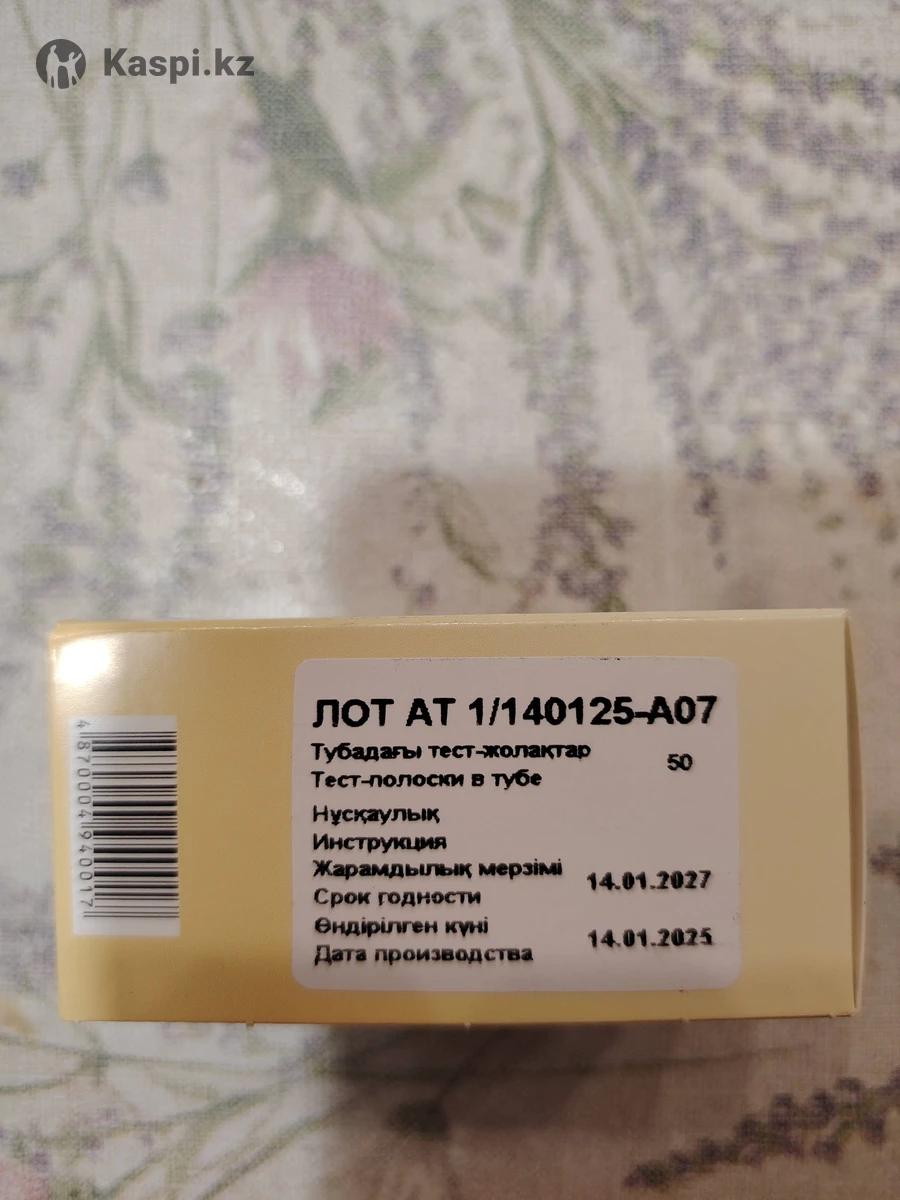 Kaspi.kz
ЛОТ АТ 1/140125-А07
Тубадағы тест-жолақтар
50
Тест-полоски в тубе
Нұсқаулық
Инструкция
Жарамдылық мерзімі
14.01.2027
Срок годности
Өндірілген күні
14.01.2025
Дата производства
4870004940017